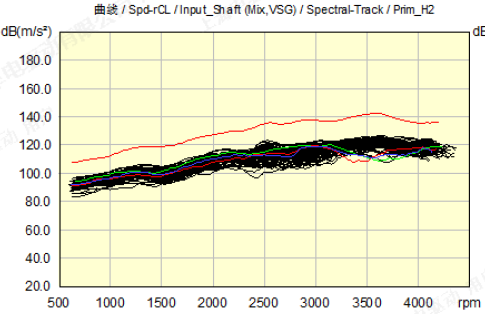 曲线 / Spd-rCL / Input_Shaft (Mix,VSG) / Spectral-Track / Prim_H2
dB(m/s²)
dB
180.0
160.0
140.0
120.0
100.0
80.0
60.0
40.0
20.0
500 1000 1500 2000 2500 3000 3500 4000 rpm